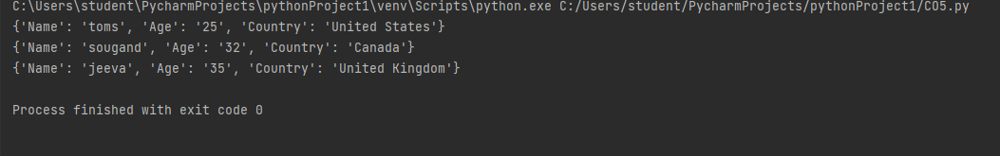 C:\Users\student\PycharmProjects\pythonProject1\venv\Scripts\python.exe C:/Users/student/PycharmProjects/pythonProject1/CO5.py
{'Name': 'toms', 'Age': '25', 'Country': 'United States'}
{'Name': 'sougand', 'Age': '32', 'Country': 'Canada'}
{'Name': 'jeeva', 'Age': '35', 'Country': 'United Kingdom'}
Process finished with exit code 0